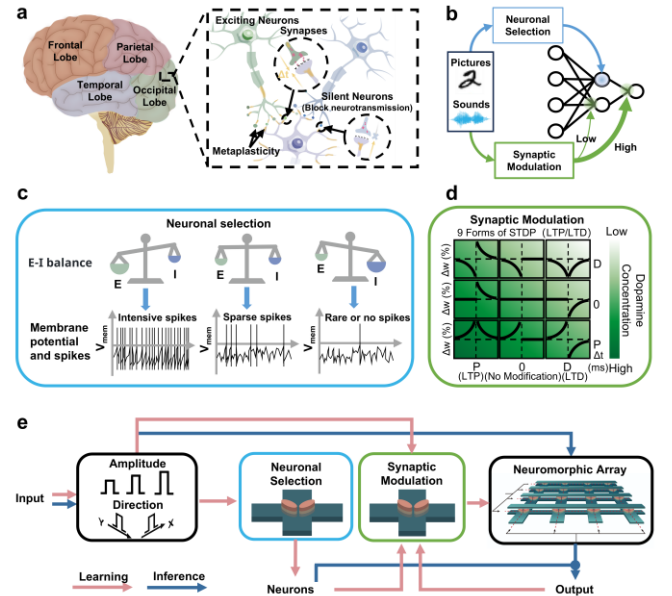 a
Frontal
Lobe
Parietal
Lobe
Temporal
Lobe
Occipital
Lobe
Exciting Neurons
Synapses
Δt
Silent Neurons
(Block neurotransmission)
Metaplasticity
b
Neuronal
Selection
Pictures
2
Sounds
Synaptic
Modulation
Low
High
c
Neuronal selection
E-I balance
E
I
E
I
E
I
Membrane
potential
and spikes
Intensive spikes
Sparse spikes
Rare or no spikes
Vmem
Vmem
Vmem
d
Synaptic Modulation
9 Forms of STDP (LTP/LTD)
Δw (%)
Δw (%)
Δw (%)
D
0
P
Δt
(ms)
P
0
D
(LTP)(No Modification)(LTD)
Low
Dopamine
Concentration
High
e
Input
Amplitude
Direction
Y
X
Neuronal
Selection
Synaptic
Modulation
Neuromorphic Array
Learning
Inference
Neurons
Output